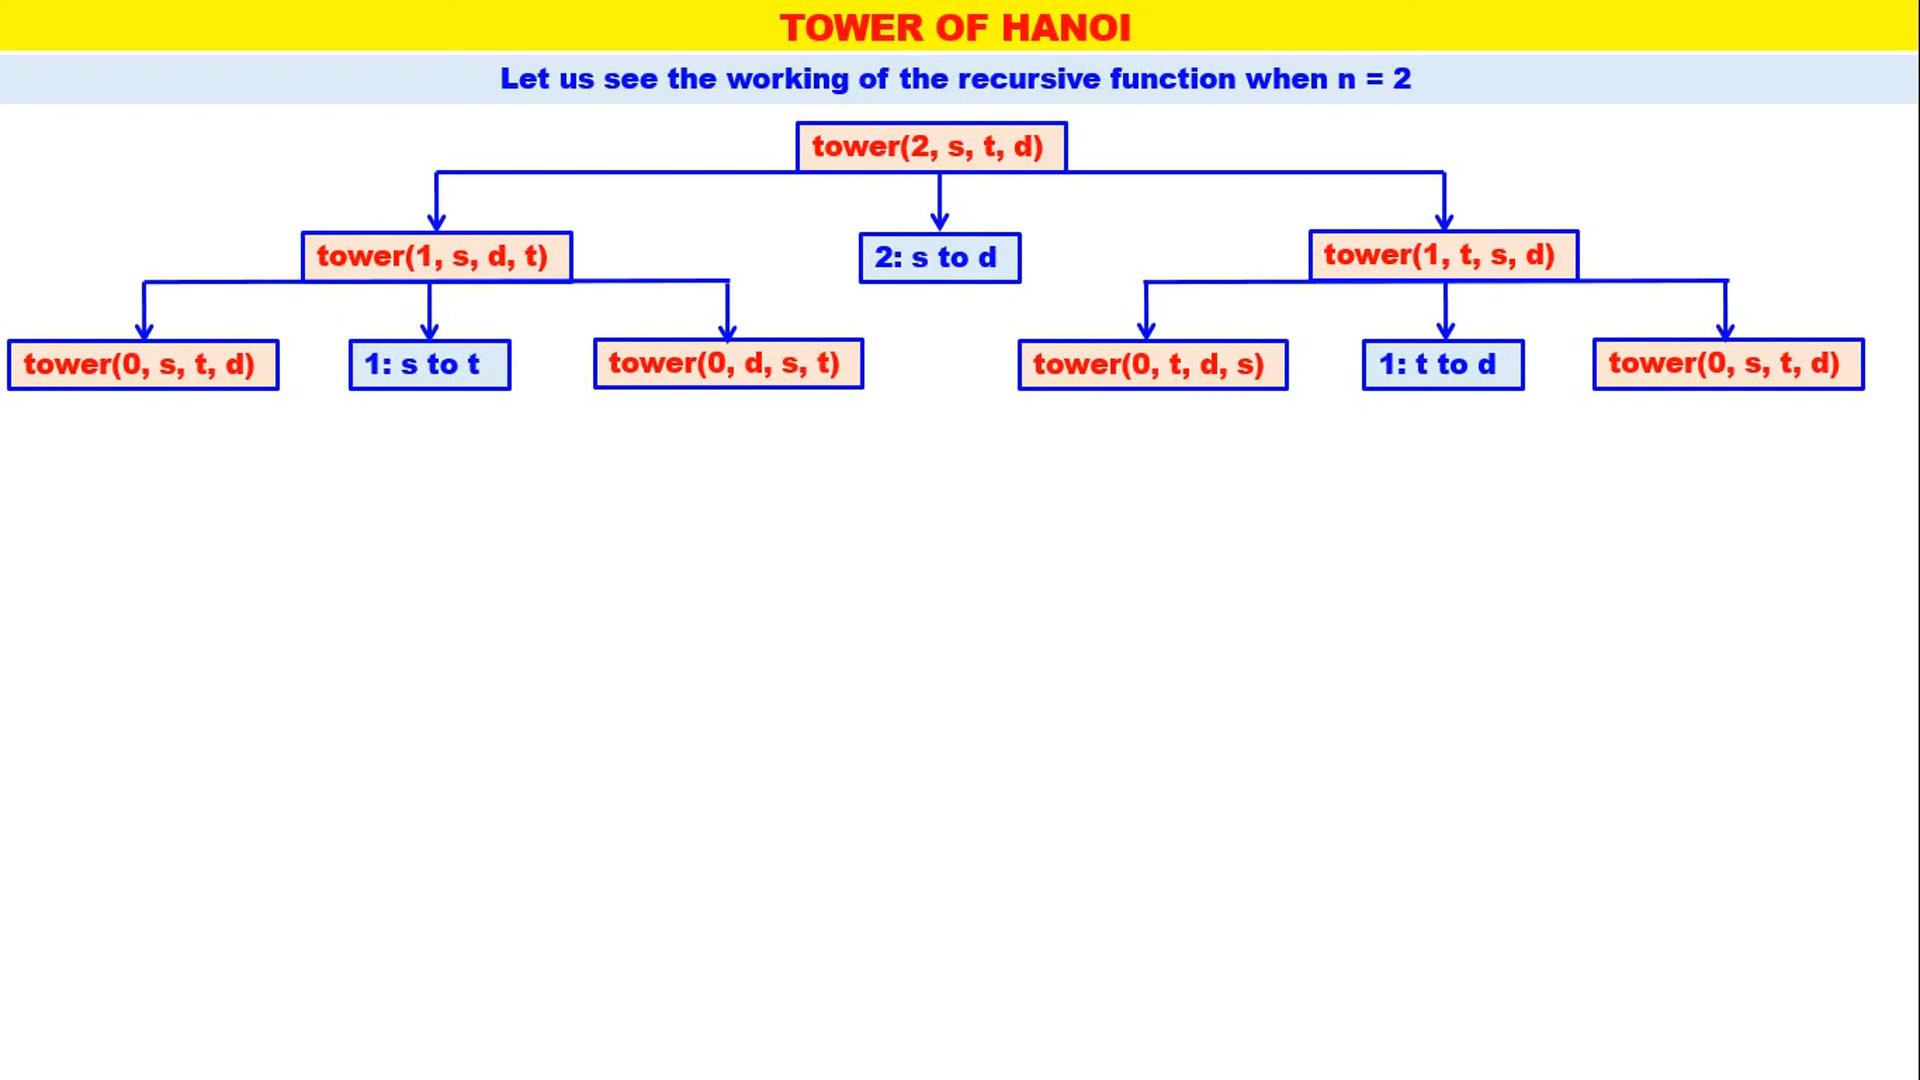 TOWER OF HANOI
Let us see the working of the recursive function when n = 2
tower(2, s, t, d)
tower(1, s, d, t)
2: s to d
tower(1, t, s, d)
tower(0, s, t, d)
1: s to t
tower(0, d, s, t)
tower(0, t, d, s)
1: t to d
tower(0, s, t, d)